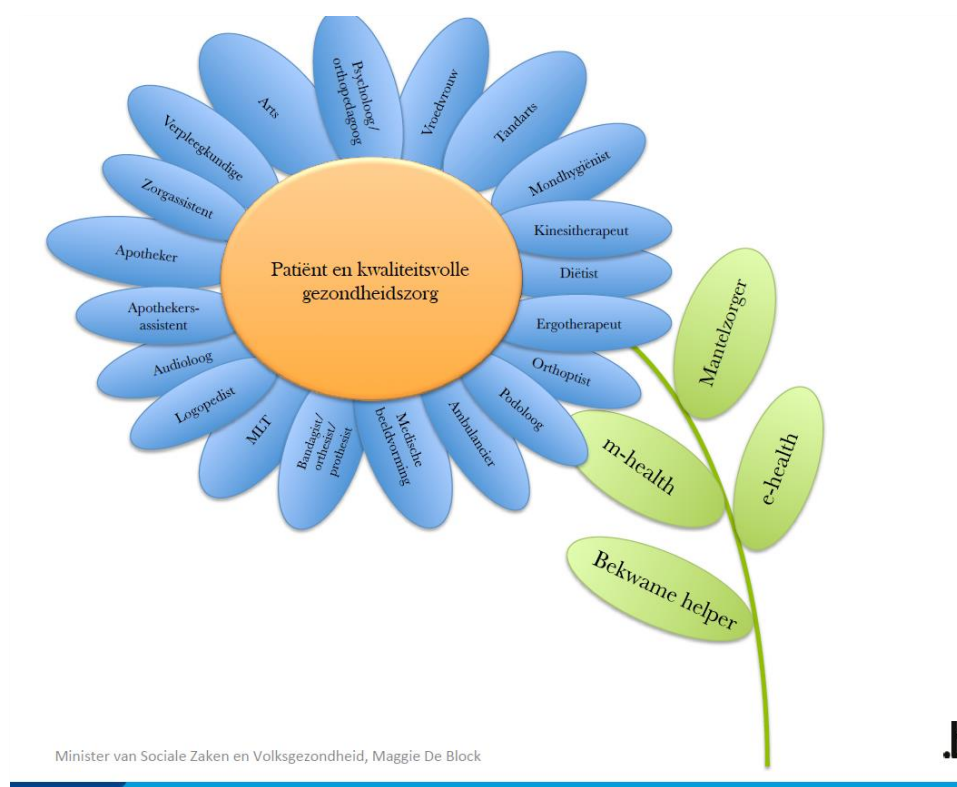 Psycholoog/
orthopedagoog
Vroedvrouw
Tandarts
Mondhygiënist
Kinesitherapeut
Diëtist
Ergotherapeut
Orthoptist
Podoloog
Ambulancier
Medische
beeldvorming
Bandagist/
orthesist/
prothesist
MLT
Logopedist
Audioloog
Apothekers-
assistent
Apotheker
Zorgassistent
Verpleegkundige
Arts
Patiënt en kwaliteitsvolle
gezondheidszorg
Mantelzorger
m-health
e-health
Bekwame helper
Minister van Sociale Zaken en Volksgezondheid, Maggie De Block